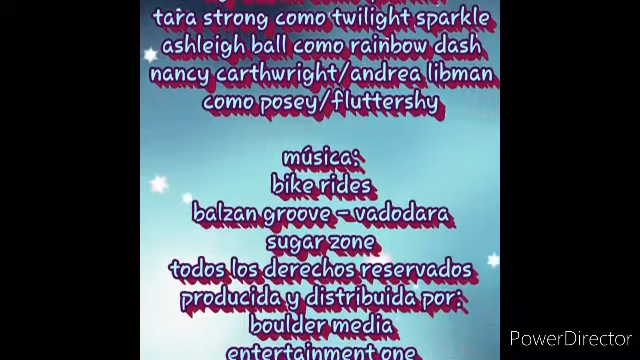 tara strong como twilight sparkle
ashleigh ball como rainbow dash
nancy carthwright/andrea libman
como posey/fluttershy
música:
bike rides
balzan groove - vadodara
sugar zone
todos los derechos reservados
producida y distribuida por:
boulder media
entertainment one
PowerDirector